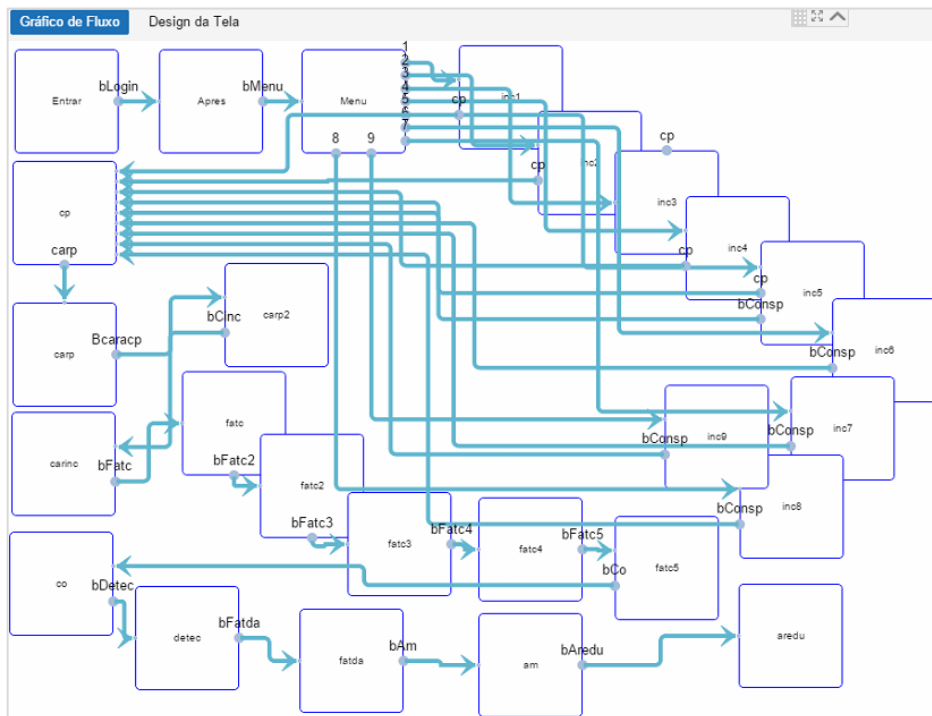 Gráfico de Fluxo Design da Tela
1
2
3
4
5
6
7
bLogin
bMenu
Entrar
Apres
Menu
8
9
cp
inc1
cp
inc2
cp
inc3
cp
carp
cp
inc4
cp
inc5
bConsp
bCinc
carp2
Bcaracp
carp
bConsp
inc6
fatc
carinc
bFatc
bConsp
inc9
bConsp
inc7
bFatc2
fatc2
bConsp
inc8
bFatc3
fatc3
bFatc4
fatc4
bFatc5
bCo
fatc5
co
bDetec
detec
bFatda
fatda
bAm
am
bAredu
aredu